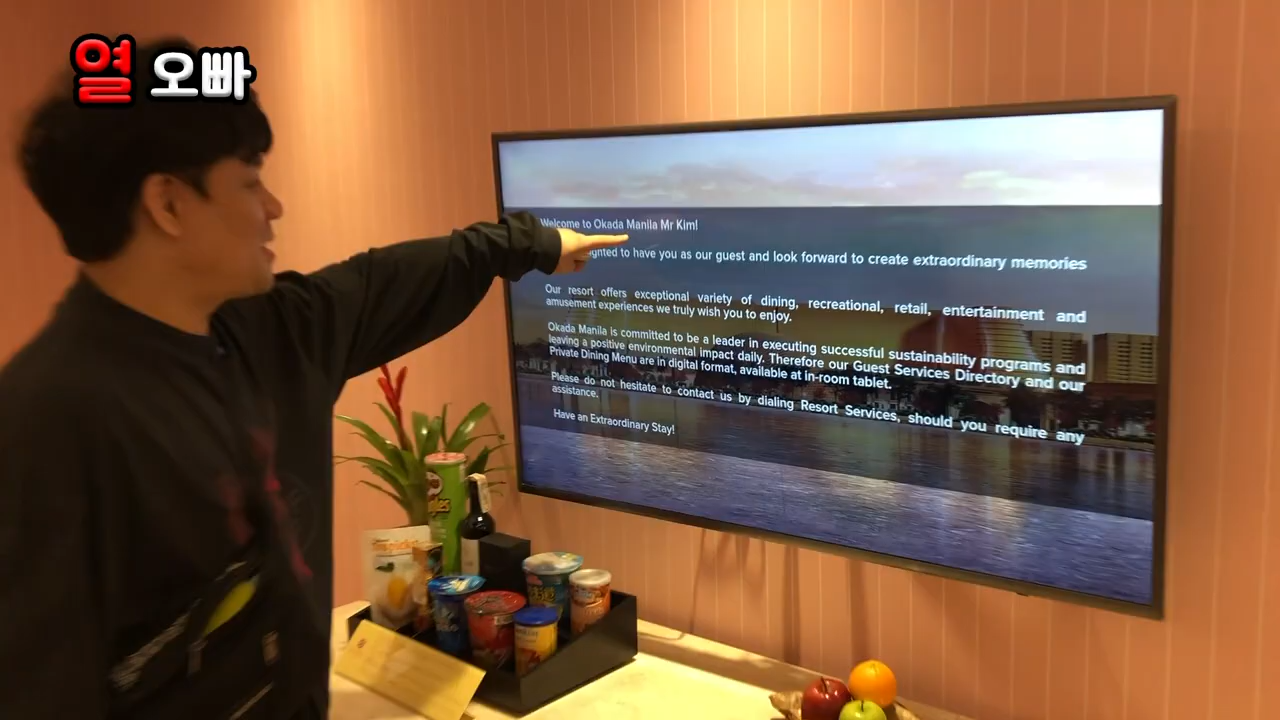 열 오빠
Welcome to Okada Manila Mr Kim!
to have you as our guest and look forward to create extraordinary memories
Our resort offers exceptional variety of dining, recreational, retail, entertainment and
amusement experiences we truly wish you to enjoy.
Okada Manila is committed to be a leader in executing successful sustainability programs and
leaving a positive environmental impact daily. Therefore our Guest Services Directory and our
Private Dining Menu are in digital format, available at in-room tablet.
Please do not hesitate to contact us by dialing Resort Services, should you require any
assistance.
Have an Extraordinary Stay!